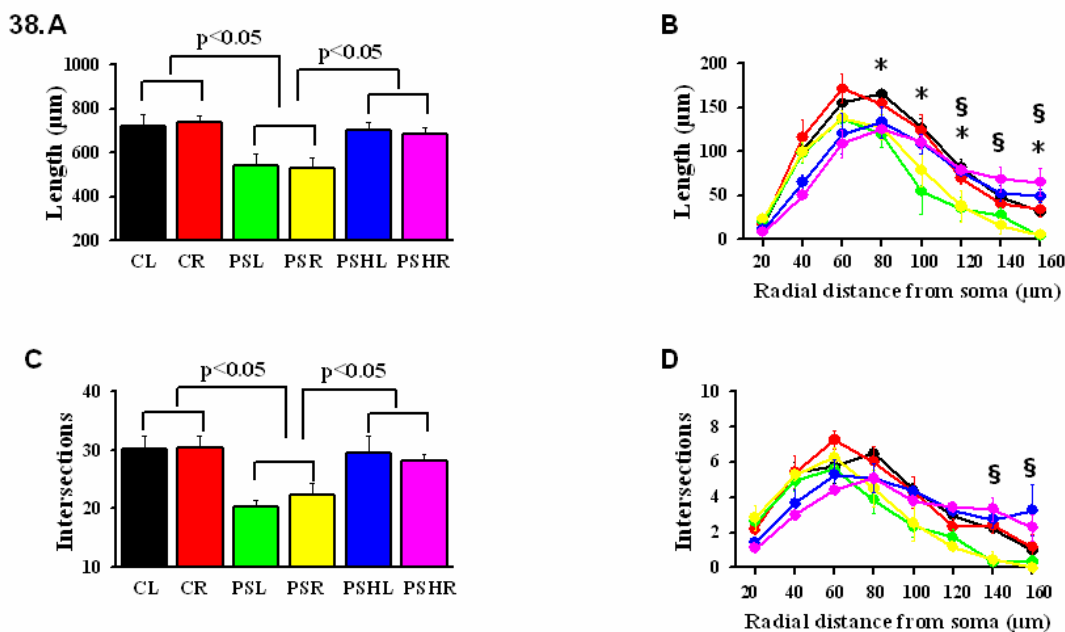 38.A
p<0.05
p<0.05
Length (µm)
1000
800
600
400
200
CL CR PSL PSR PSHL PSHR
B
Length (µm)
200
150
100
50
0
* * § * § § *
20 40 60 80 100 120 140 160
Radial distance from soma (µm)
C
p<0.05
p<0.05
Intersections
40
30
20
10
CL CR PSL PSR PSHL PSHR
D
Intersections
10
8
6
4
2
0
§ §
20 40 60 80 100 120 140 160
Radial distance from soma (µm)